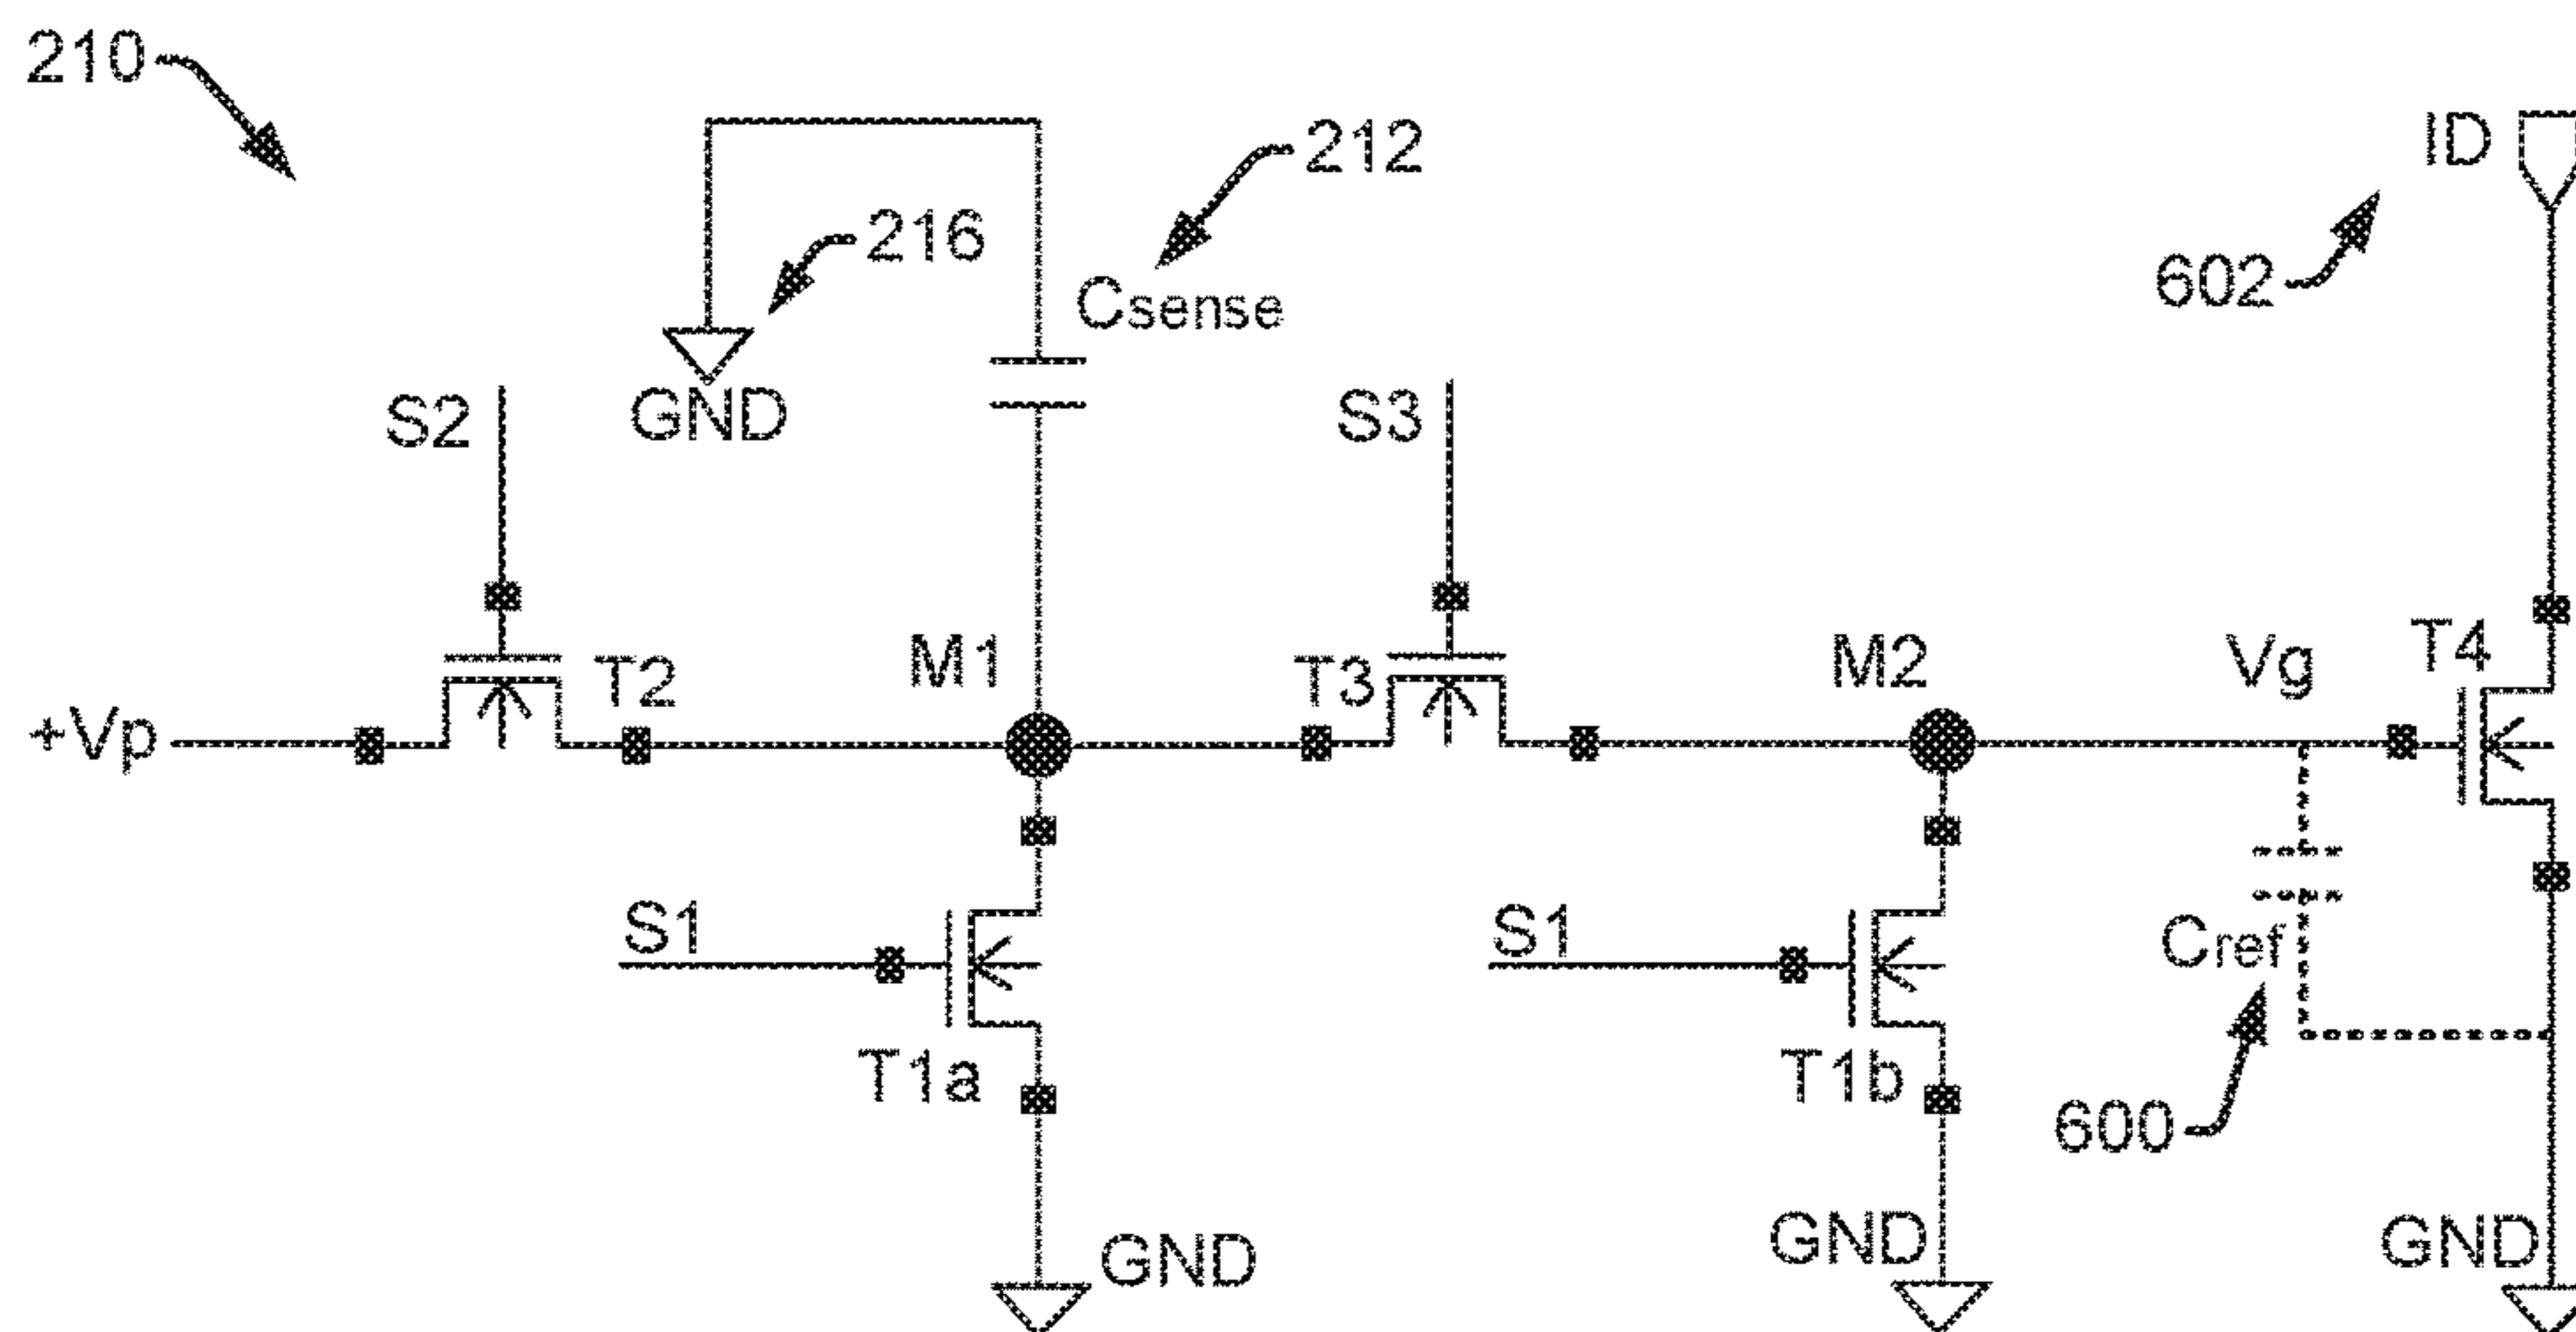 210
212
ID
216
602
Csense
S2
GND
S3
M1
T2
T3
M2
Vg
T4
+Vp
S1
S1
Cref
T1a
T1b
600
GND
GND
GND